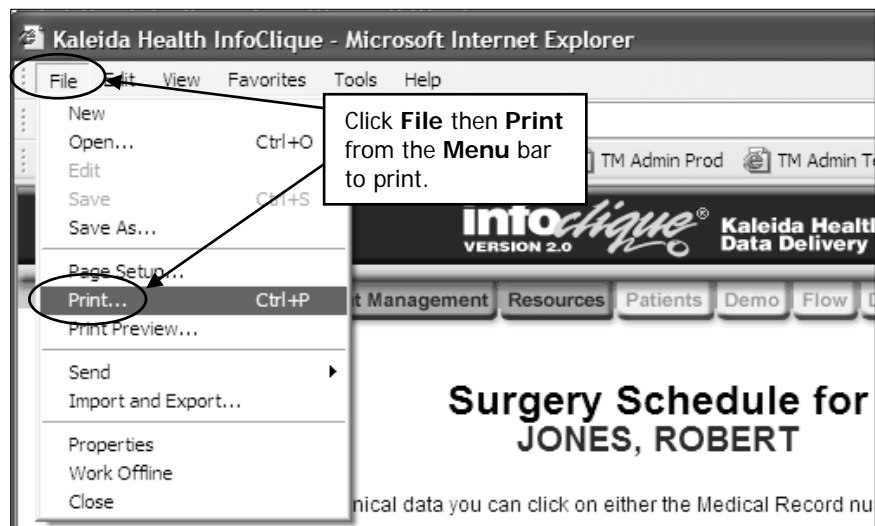 Kaleida Health InfoClique - Microsoft Internet Explorer
File Edit View Favorites Tools Help
New
Open... Ctrl+O
Edit
Save Ctrl+S
Save As...
Page Setup...
Print... Ctrl+P
Print Preview...
Send
Import and Export...
Properties
Work Offline
Close
Click File then Print
from the Menu bar
to print.
TM Admin Prod TM Admin
infoclique®
VERSION 2.0
Kaleida Healt
Data Delivery
t Management Resources Patients Demo Flow
Surgery Schedule for
JONES, ROBERT
nical data you can click on either the Medical Record nu